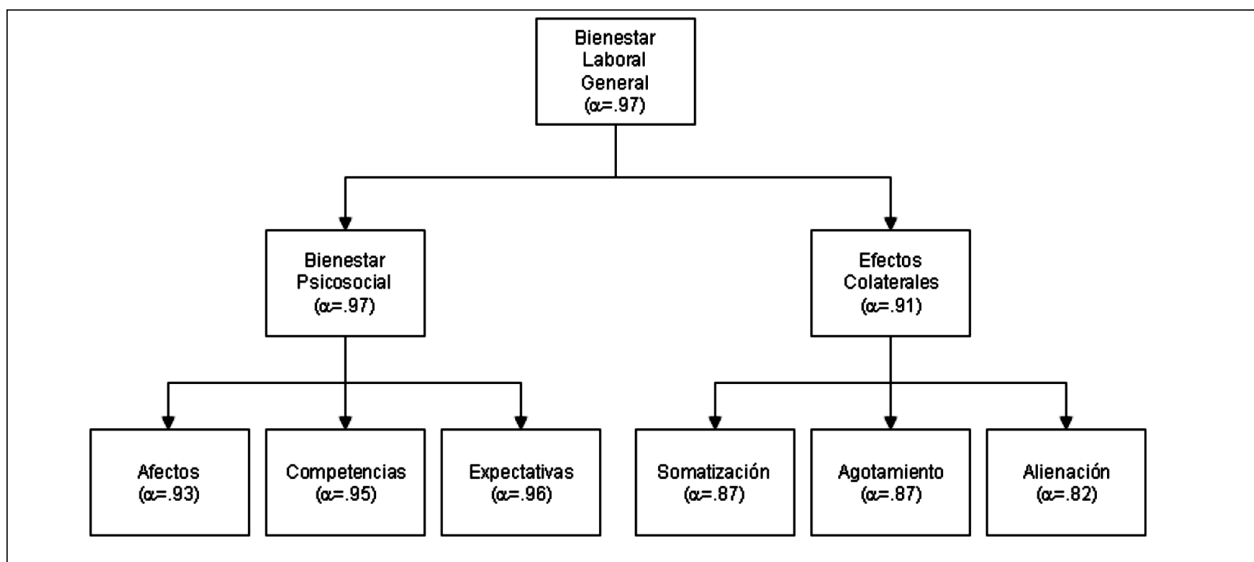 Bienestar
Laboral
General
(α=.97)
Bienestar
Psicosocial
(α=.97)
Efectos
Colaterales
(α=.91)
Afectos
(α=.93)
Competencias
(α=.95)
Expectativas
(α=.96)
Somatización
(α=.87)
Agotamiento
(α=.87)
Alienación
(α=.82)